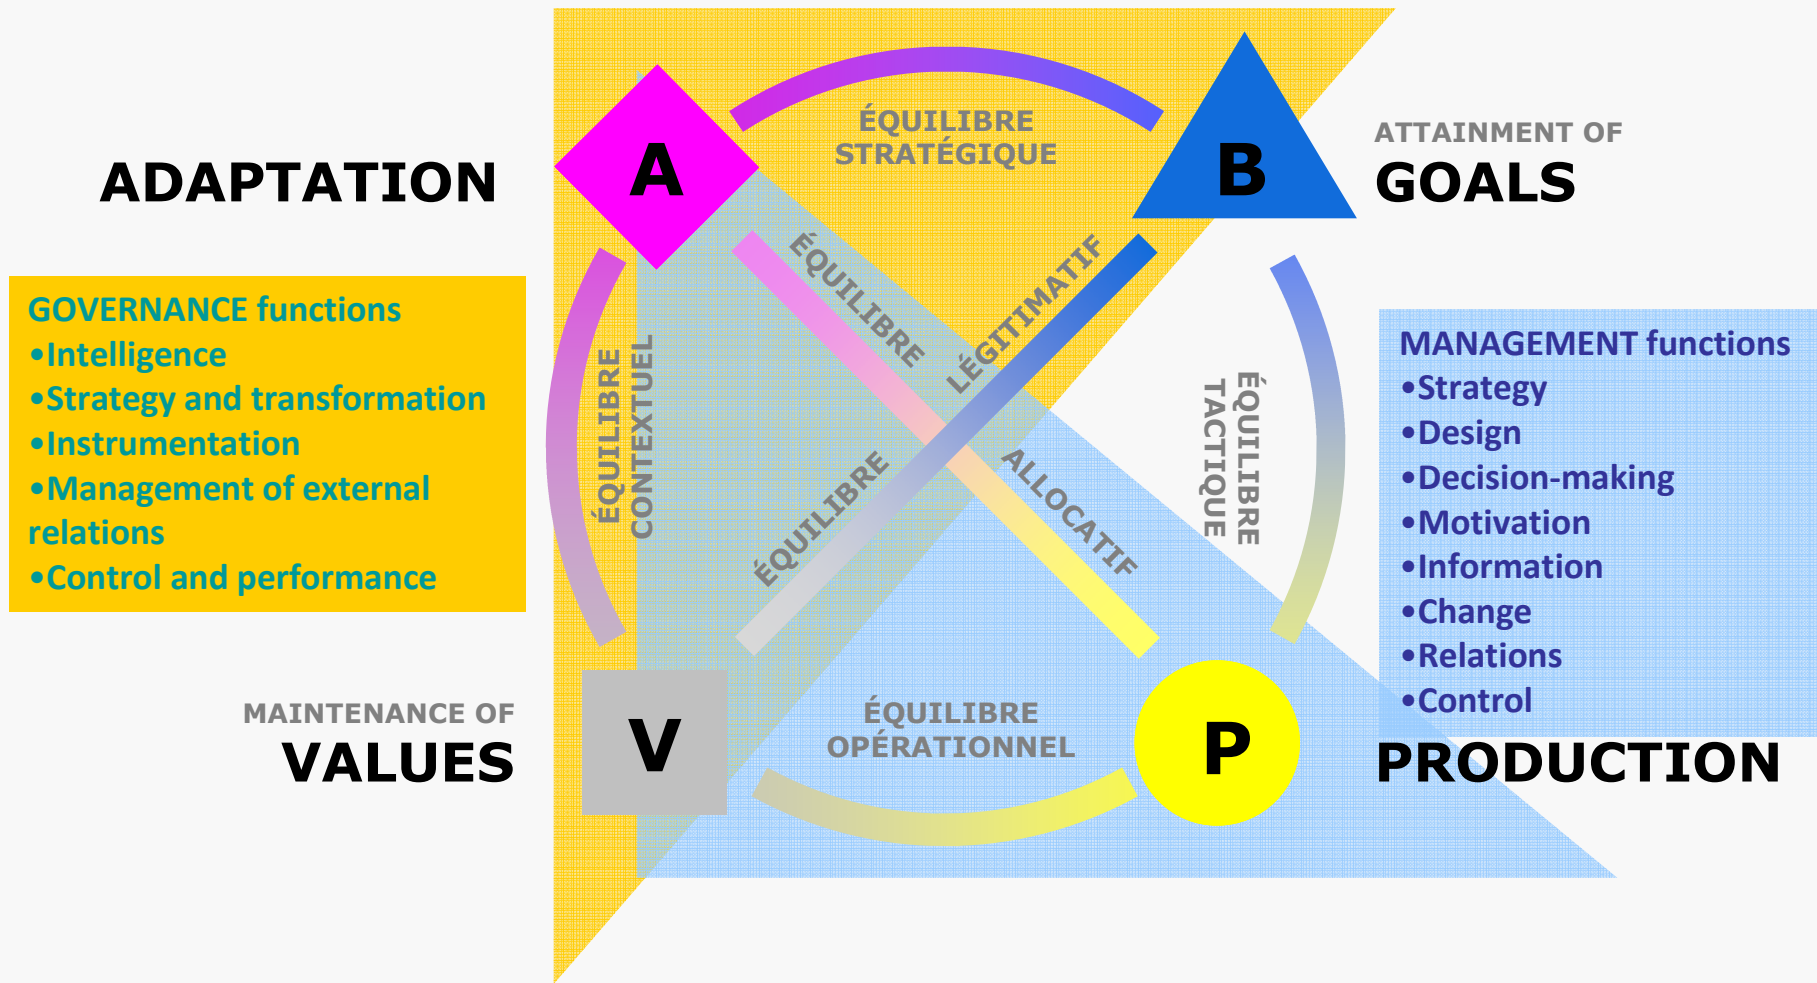 ÉQUILIBRE
STRATÉGIQUE
A
B
ADAPTATION
ATTAINMENT OF
GOALS
GOVERNANCE functions
•Intelligence
•Strategy and transformation
•Instrumentation
•Management of external
relations
•Control and performance
ÉQUILIBRE
CONTEXTUEL
ÉQUILIBRE ALLOCATIF
ÉQUILIBRE LÉGITIMATIF
ÉQUILIBRE
TACTIQUE
MANAGEMENT functions
•Strategy
•Design
•Decision-making
•Motivation
•Information
•Change
•Relations
•Control
MAINTENANCE OF
VALUES
V
ÉQUILIBRE
OPÉRATIONNEL
P
PRODUCTION